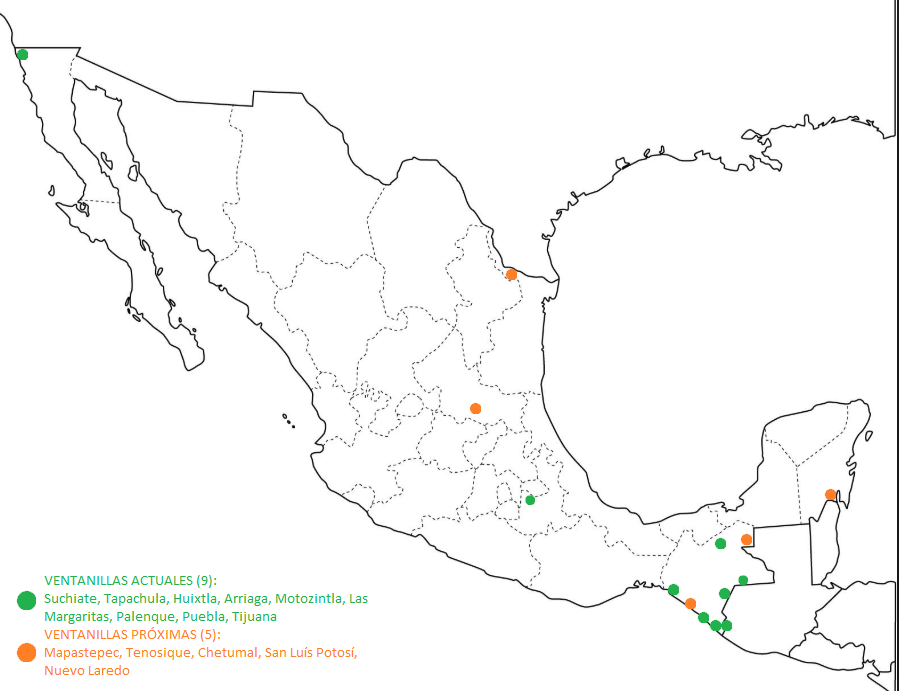 VENTANILLAS ACTUALES (9):
Suchiate, Tapachula, Huixtla, Arriaga, Motozintla, Las
Margaritas, Palenque, Puebla, Tijuana
VENTANILLAS PRÓXIMAS (5):
Mapastepec, Tenosique, Chetumal, San Luís Potosí,
Nuevo Laredo